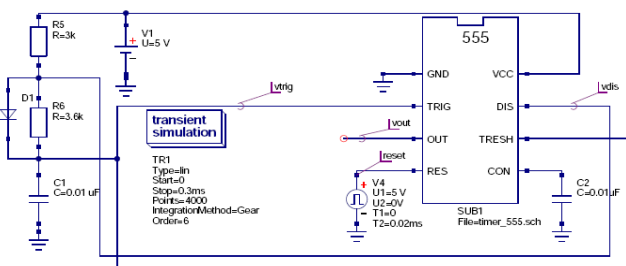 R5
R=3k
V1
U=5 V
+
−
555
GND
VCC
vtrig
vdis
D1
R6
R=3.6k
TRIG
DIS
transient
simulation
vout
OUT
TRESH
reset
RES
CON
TR1
Type=lin
Start=0
Stop=0.3ms
Points=4000
IntegrationMethod=Gear
Order=6
C1
C=0.01 uF
+
−
V4
U1=5 V
U2=0V
T1=0
T2=0.02ms
C2
C=0.01uF
SUB1
File=timer_555.sch